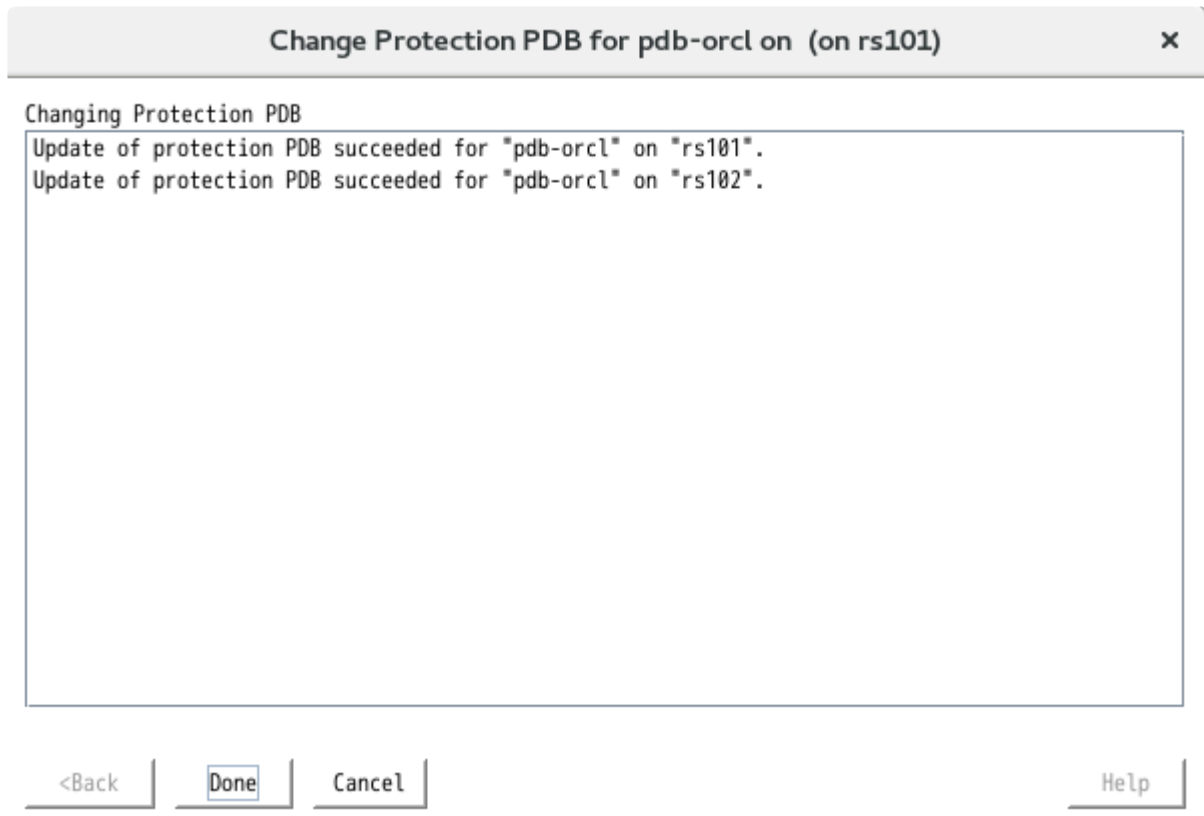 Change Protection PDB for pdb-orcl on  (on rs101)
×
Changing Protection PDB
Update of protection PDB succeeded for "pdb-orcl" on "rs101".
Update of protection PDB succeeded for "pdb-orcl" on "rs102".
<Back Done Cancel Help